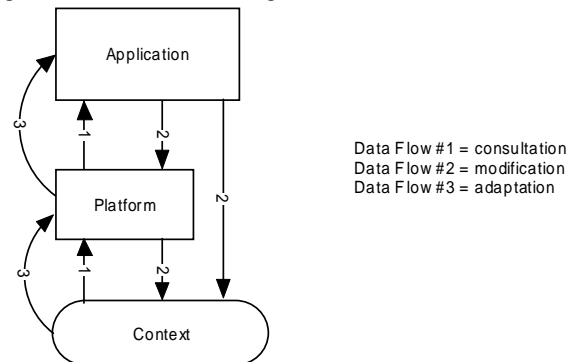 Application
3
1
2
Data Flow #1 = consultation
Data Flow #2 = modification
Data Flow #3 = adaptation
Platform
2
3
1
2
Context